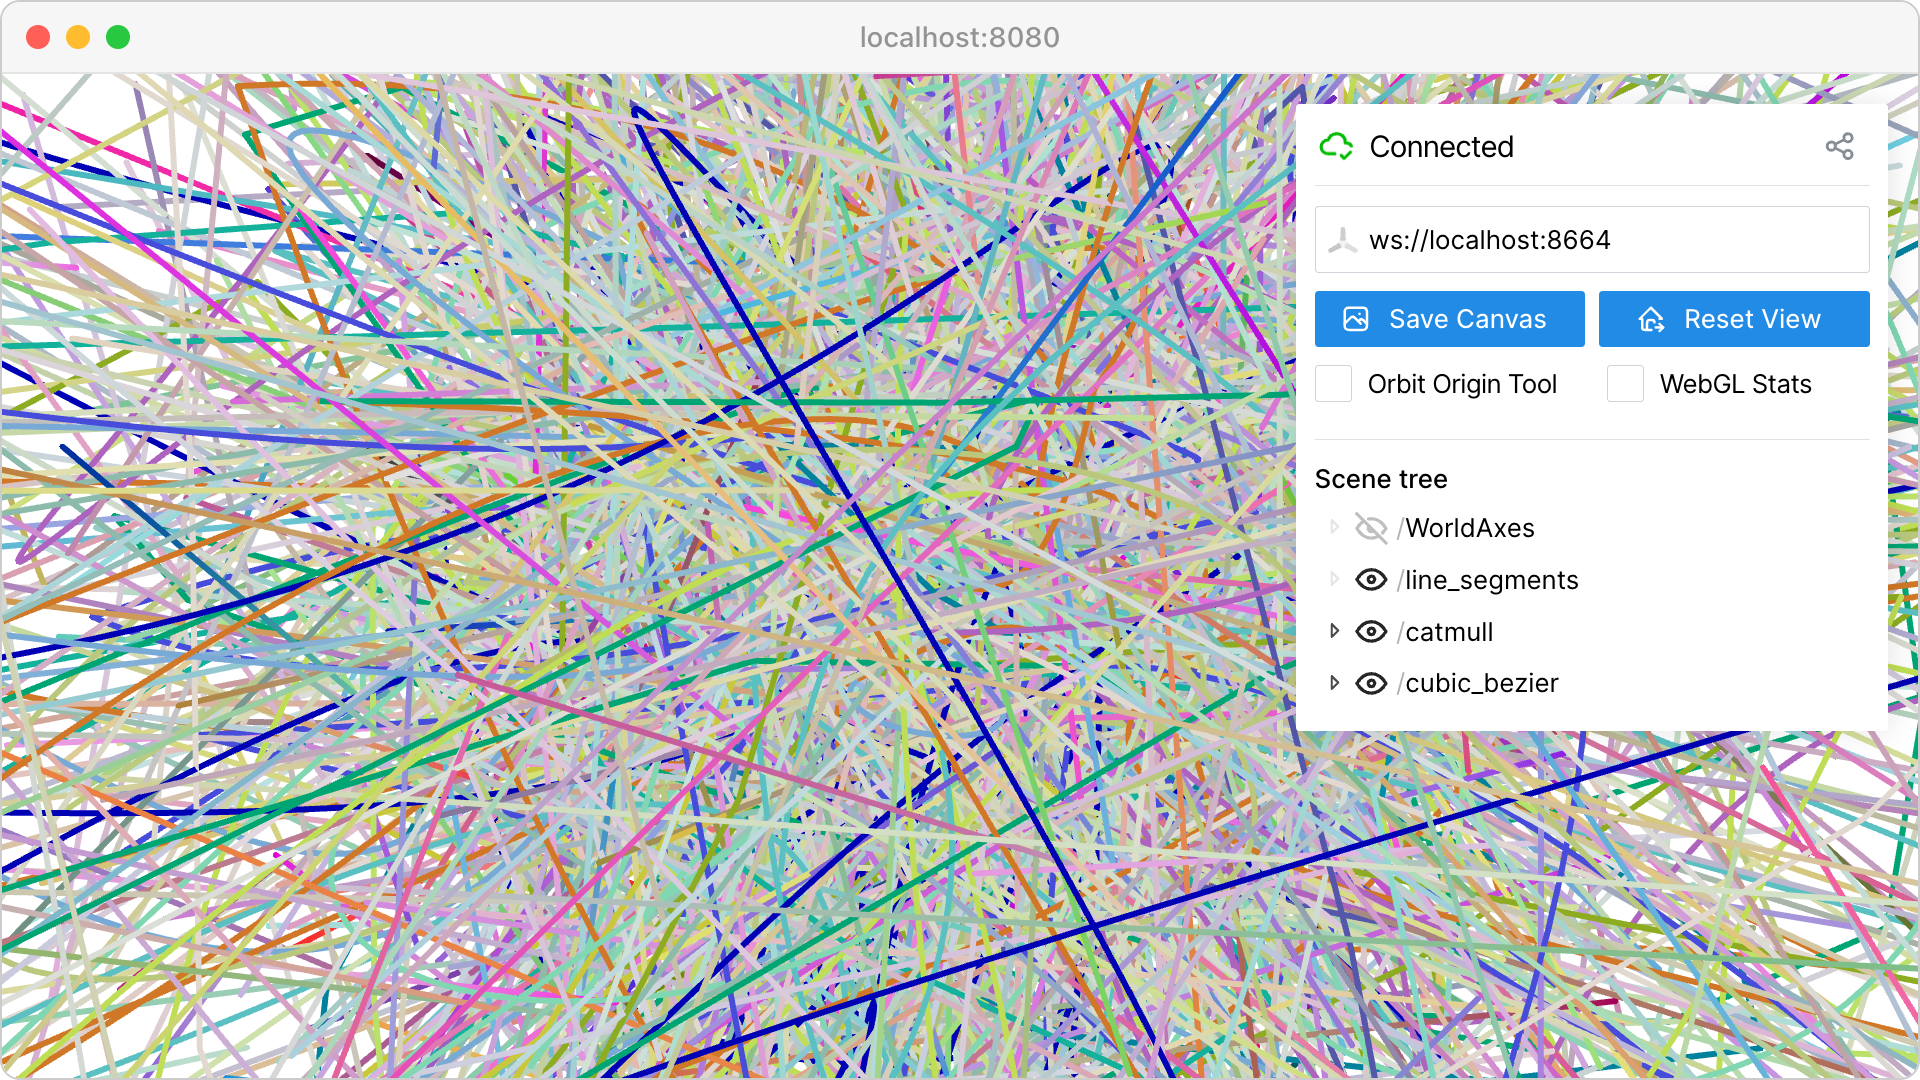 localhost:8080
Connected
ws://localhost:8664
Save Canvas
Reset View
Orbit Origin Tool
WebGL Stats
Scene tree
/WorldAxes
/line_segments
/catmull
/cubic_bezier